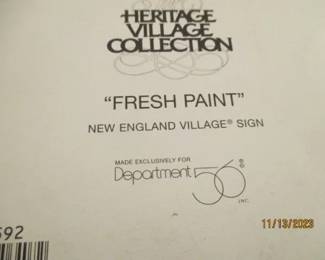 HERITAGE
VILLAGE
COLLECTION
"FRESH PAINT"
NEW ENGLAND VILLAGE® SIGN
MADE EXCLUSIVELY FOR
Department 56®
INC.
592
11/13/2023